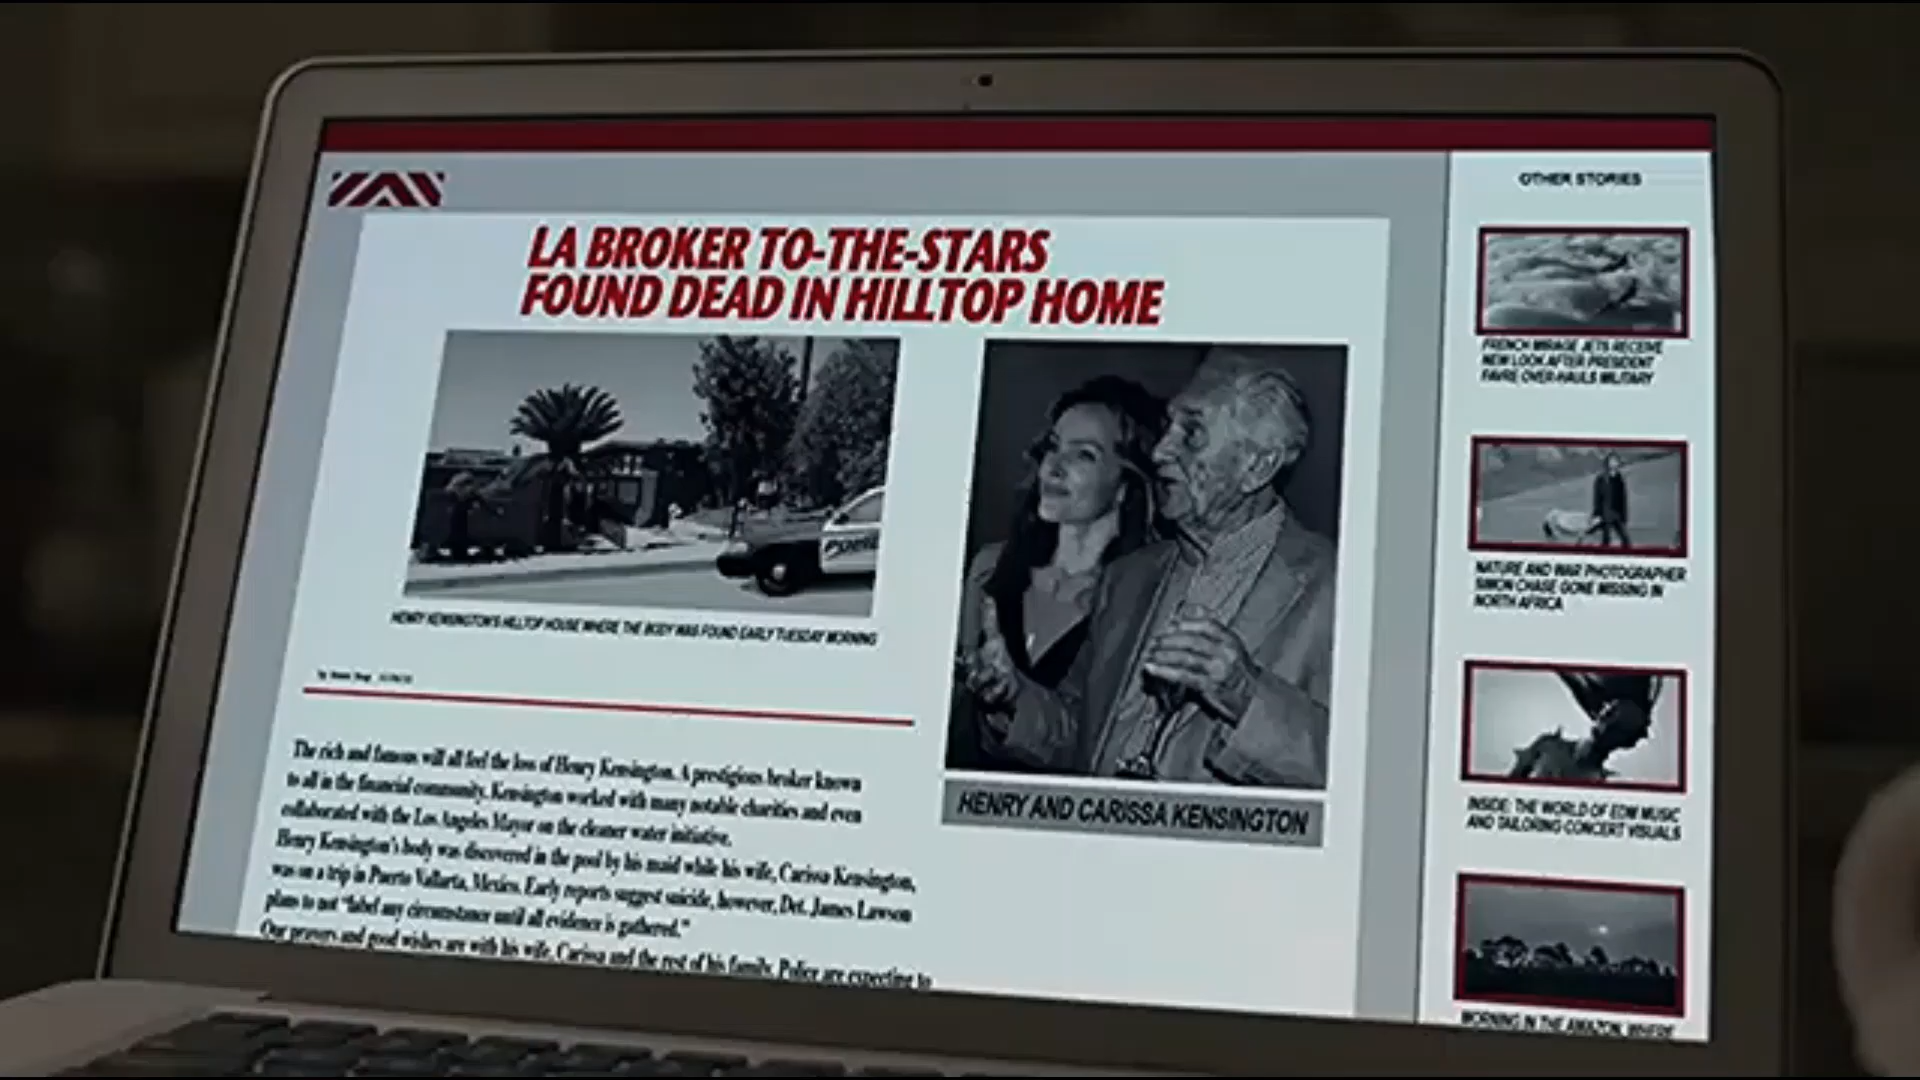 OTHER STORIES
LA BROKER TO-THE-STARS
FOUND DEAD IN HILLTOP HOME
POLICE
HENRY KENSINGTON'S HILLTOP HOUSE WHERE THE BODY WAS FOUND EARLY TUESDAY MORNING
by
The rich and famous will all feel the loss of Henry Kensington. A prestigious broker known
to all in the financial community. Kensington worked with many notable charities and even
collaborated with the Los Angeles Mayor on the cleaner water initiative.
Henry Kensington's body was discovered in the pool by his maid while his wife, Carissa Kensington,
was on a trip in Puerto Vallarta, Mexico. Early reports suggest suicide, however, Det. James Lawson
plans to not "label any circumstance until all evidence is gathered."
Our prayers and good wishes are with his wife, Carissa and the rest of his family. Police are expecting to
HENRY AND CARISSA KENSINGTON
FRENCH MIRAGE JETS RECEIVE
NEW LOOK AFTER PRESIDENT
FAVRE OVER-HAULS MILITARY
NATURE AND WAR PHOTOGRAPHER
SIMON CHASE GONE MISSING IN
NORTH AFRICA
INSIDE: THE WORLD OF EDM MUSIC
AND TAILORING CONCERT VISUALS
MORNING IN THE AMAZON, WHERE